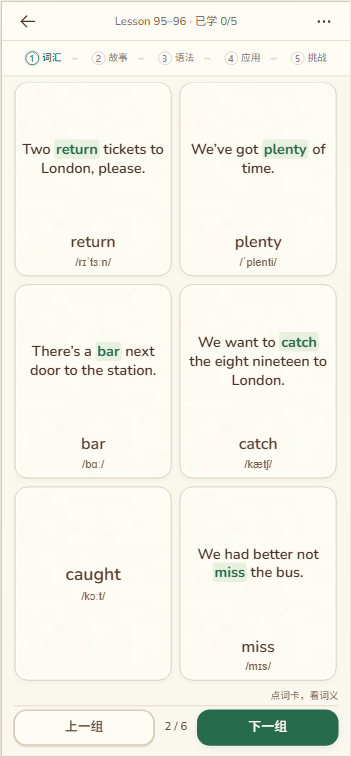 Lesson 95–96 · 已学 0/5
1 词汇 – 2 故事 – 3 语法 – 4 应用 – 5 挑战
Two return tickets to
London, please.
return
/rɪˈtɜːn/
We've got plenty of
time.
plenty
/ˈplenti/
There's a bar next
door to the station.
bar
/bɑː/
We want to catch
the eight nineteen to
London.
catch
/kætʃ/
caught
/kɔːt/
We had better not
miss the bus.
miss
/mɪs/
点词卡，看词义
上一组
2 / 6
下一组